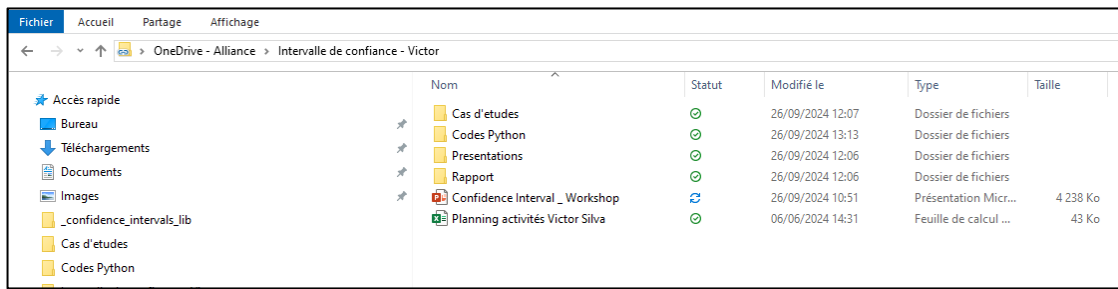 Fichier Accueil Partage Affichage
OneDrive - Alliance > Intervalle de confiance - Victor
Nom Statut Modifié le Type Taille
Accès rapide
Bureau
Téléchargements
Documents
Images
_confidence_intervals_lib
Cas d'etudes
Codes Python
Cas d'etudes 26/09/2024 12:07 Dossier de fichiers
Codes Python 26/09/2024 13:13 Dossier de fichiers
Presentations 26/09/2024 12:06 Dossier de fichiers
Rapport 26/09/2024 12:06 Dossier de fichiers
Confidence Interval _ Workshop 26/09/2024 10:51 Présentation Micr... 4 238 Ko
Planning activités Victor Silva 06/06/2024 14:31 Feuille de calcul ... 43 Ko